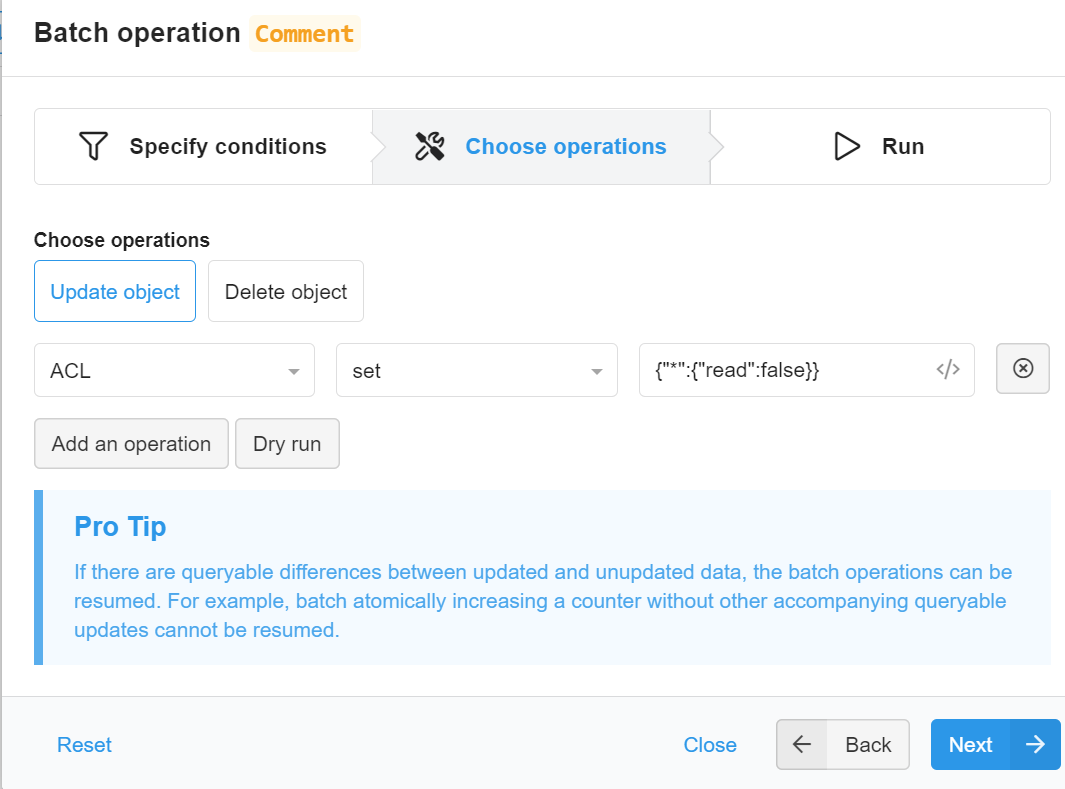 Batch operation Comment
Specify conditions
Choose operations
Run
Choose operations
Update object
Delete object
ACL
set
{"*":{"read":false}}
</>
Add an operation
Dry run
Pro Tip
If there are queryable differences between updated and unupdated data, the batch operations can be
resumed. For example, batch atomically increasing a counter without other accompanying queryable
updates cannot be resumed.
Reset
Close
Back
Next